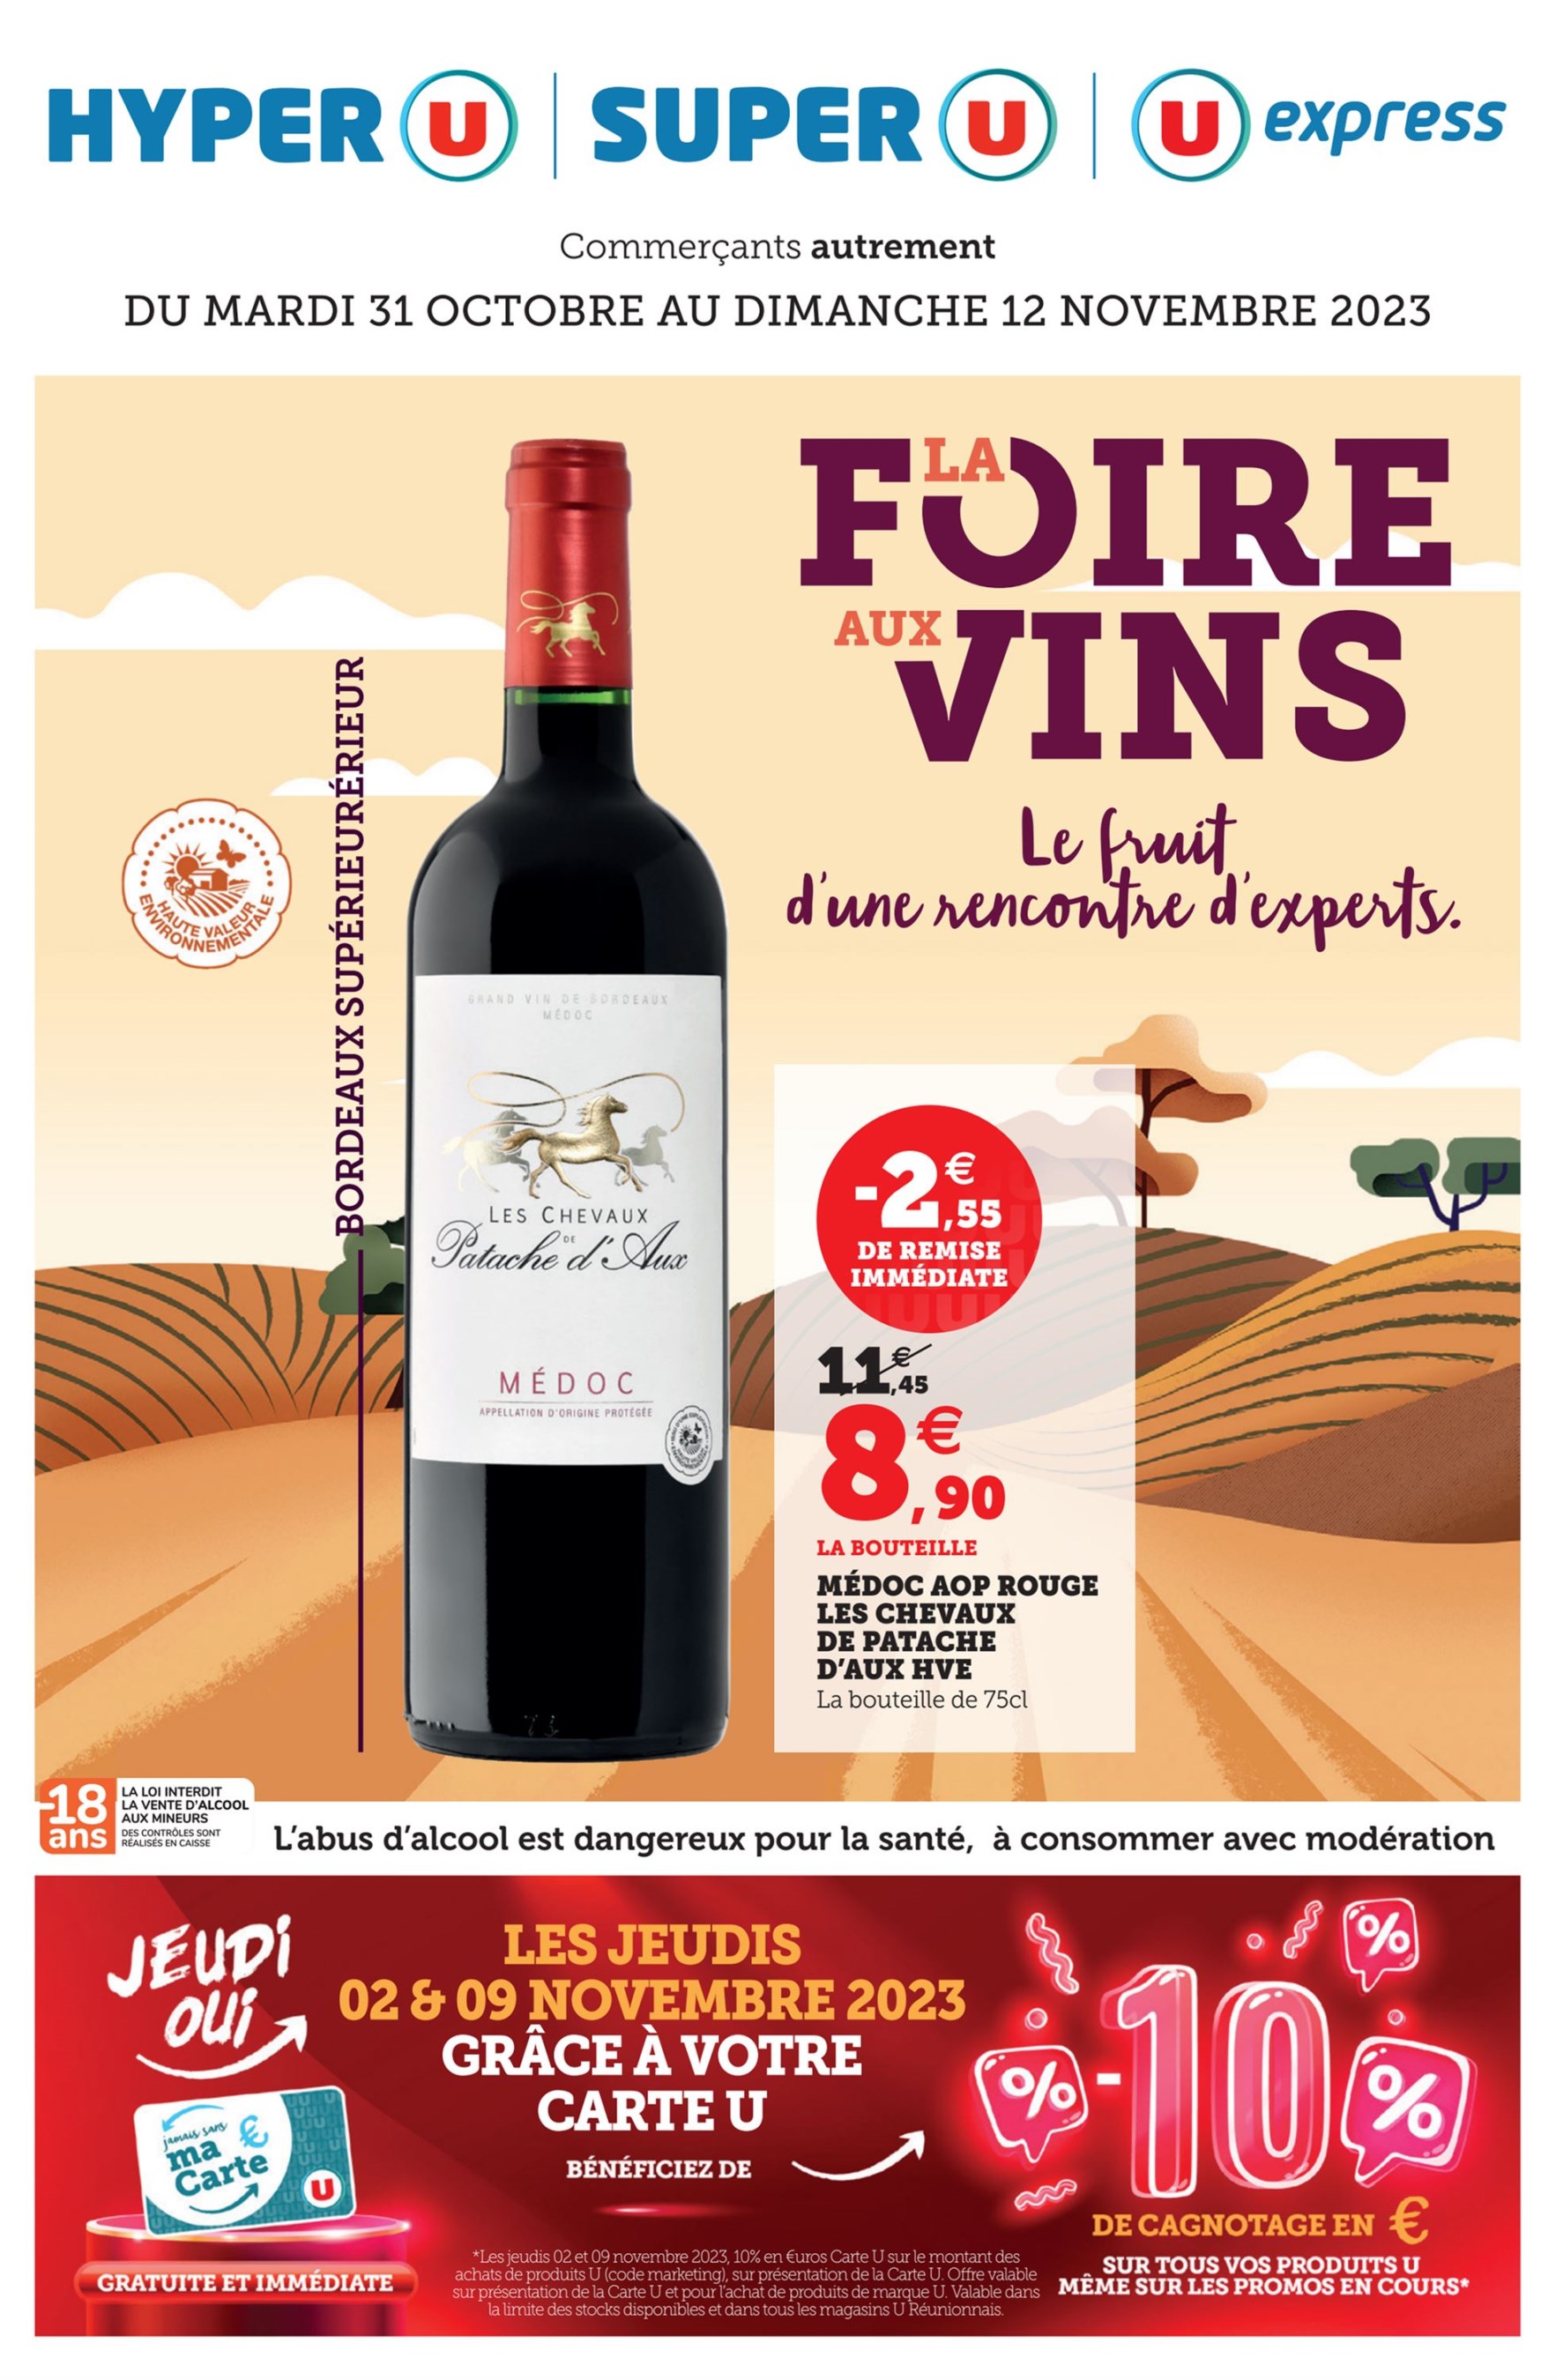 HYPER U | SUPER U | U express
Commerçants autrement
DU MARDI 31 OCTOBRE AU DIMANCHE 12 NOVEMBRE 2023
LA
FOIRE
AUX
VINS
Le fruit
d'une rencontre d'experts.
HAUTE VALEUR
ENVIRONNEMENTALE
BORDEAUX SUPÉRIEURÉRIEUR
GRAND VIN DE BORDEAUX
MÉDOC
LES CHEVAUX
DE
Patache d'Aux
MÉDOC
APPELLATION D'ORIGINE PROTÉGÉE
-2€,55
DE REMISE
IMMÉDIATE
11€,45
8€,90
LA BOUTEILLE
MÉDOC AOP ROUGE
LES CHEVAUX
DE PATACHE
D'AUX HVE
La bouteille de 75cl
-18
ans
LA LOI INTERDIT
LA VENTE D'ALCOOL
AUX MINEURS
DES CONTRÔLES SONT
RÉALISÉS EN CAISSE
L'abus d'alcool est dangereux pour la santé, à consommer avec modération
JEUDi
OUi
LES JEUDIS
02 & 09 NOVEMBRE 2023
GRÂCE À VOTRE
CARTE U
BÉNÉFICIEZ DE
jamais sans
ma
Carte
€
U
GRATUITE ET IMMÉDIATE
-10%
%
%
DE CAGNOTAGE EN €
SUR TOUS VOS PRODUITS U
MÊME SUR LES PROMOS EN COURS*
*Les jeudis 02 et 09 novembre 2023, 10% en €uros Carte U sur le montant des
achats de produits U (code marketing), sur présentation de la Carte U. Offre valable
sur présentation de la Carte U et pour l'achat de produits de marque U. Valable dans
la limite des stocks disponibles et dans tous les magasins U Réunionnais.